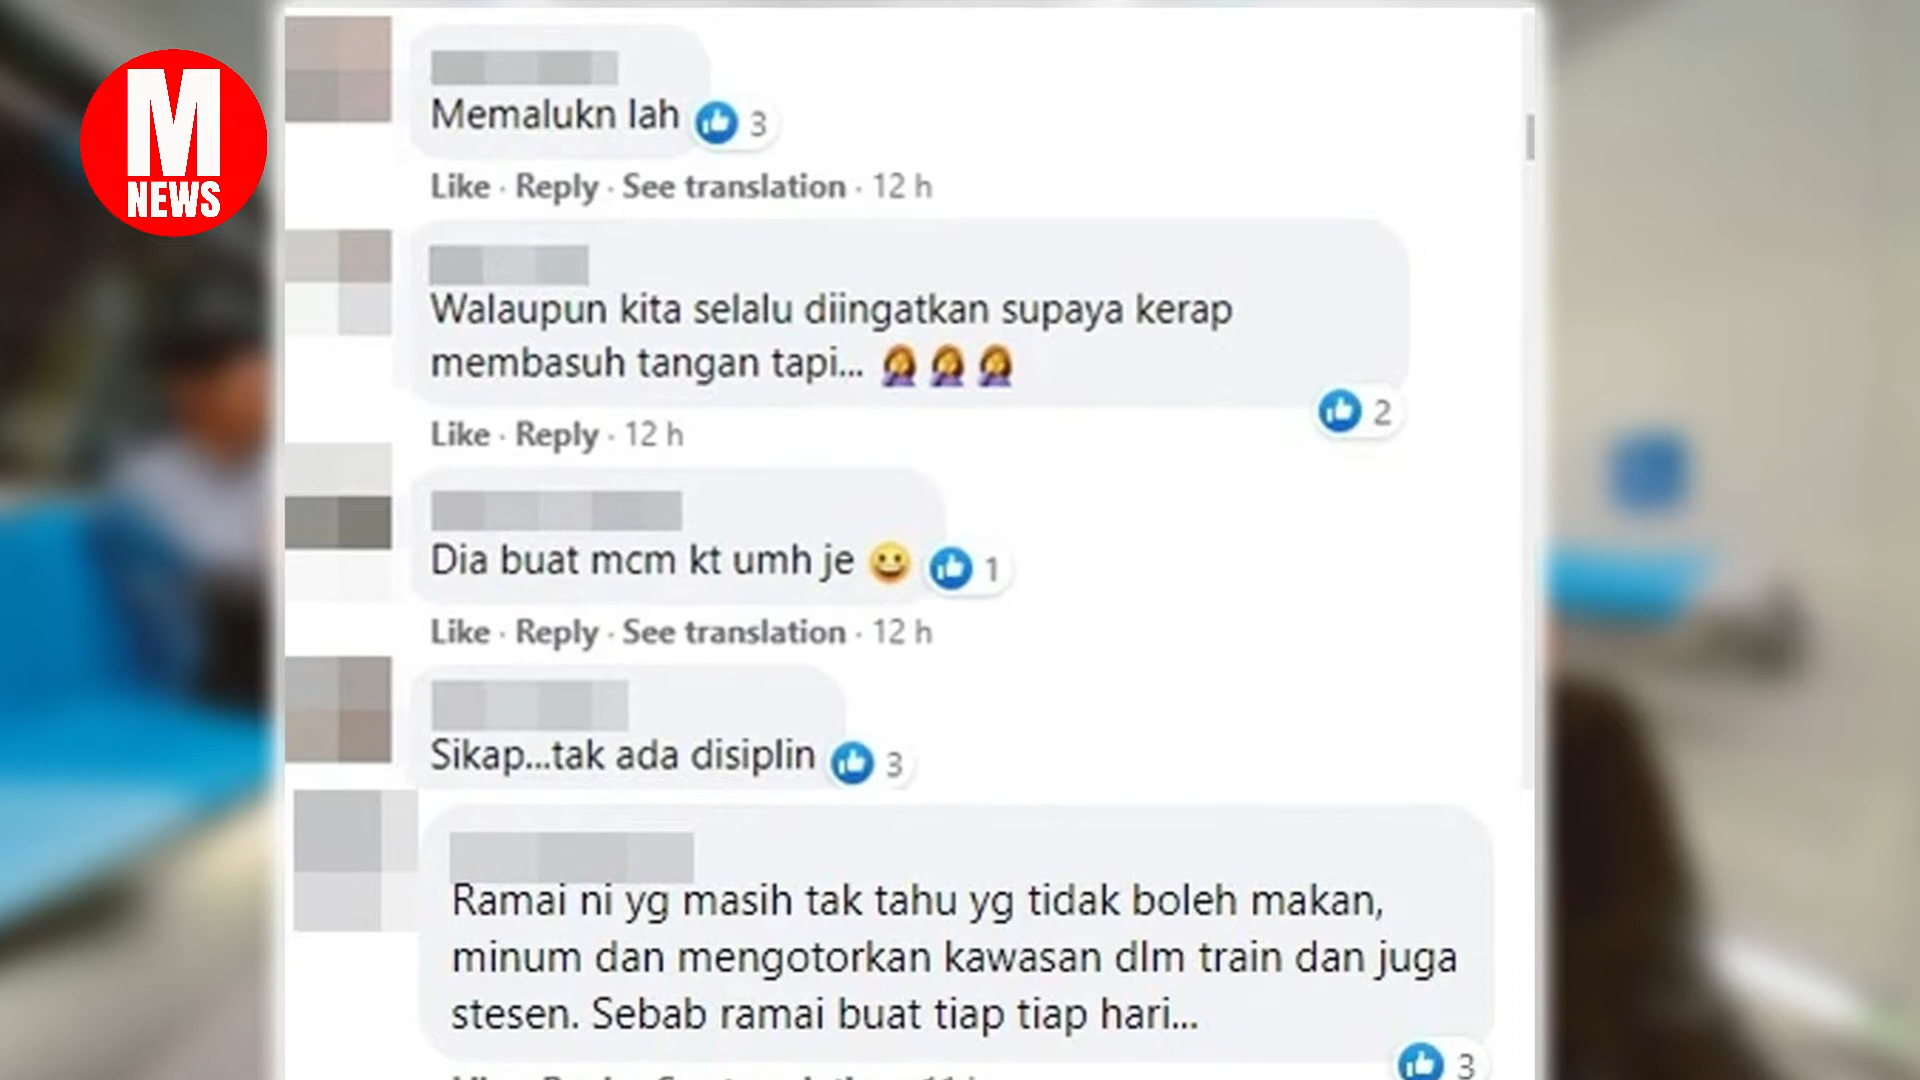 M
NEWS
Memalukn lah 3
Like · Reply · See translation · 12 h
Walaupun kita selalu diingatkan supaya kerap
membasuh tangan tapi... 🤦‍♀️🤦‍♀️🤦‍♀️
2
Like · Reply · 12 h
Dia buat mcm kt umh je 😀 1
Like · Reply · See translation · 12 h
Sikap...tak ada disiplin 3
Ramai ni yg masih tak tahu yg tidak boleh makan,
minum dan mengotorkan kawasan dlm train dan juga
stesen. Sebab ramai buat tiap tiap hari...
3